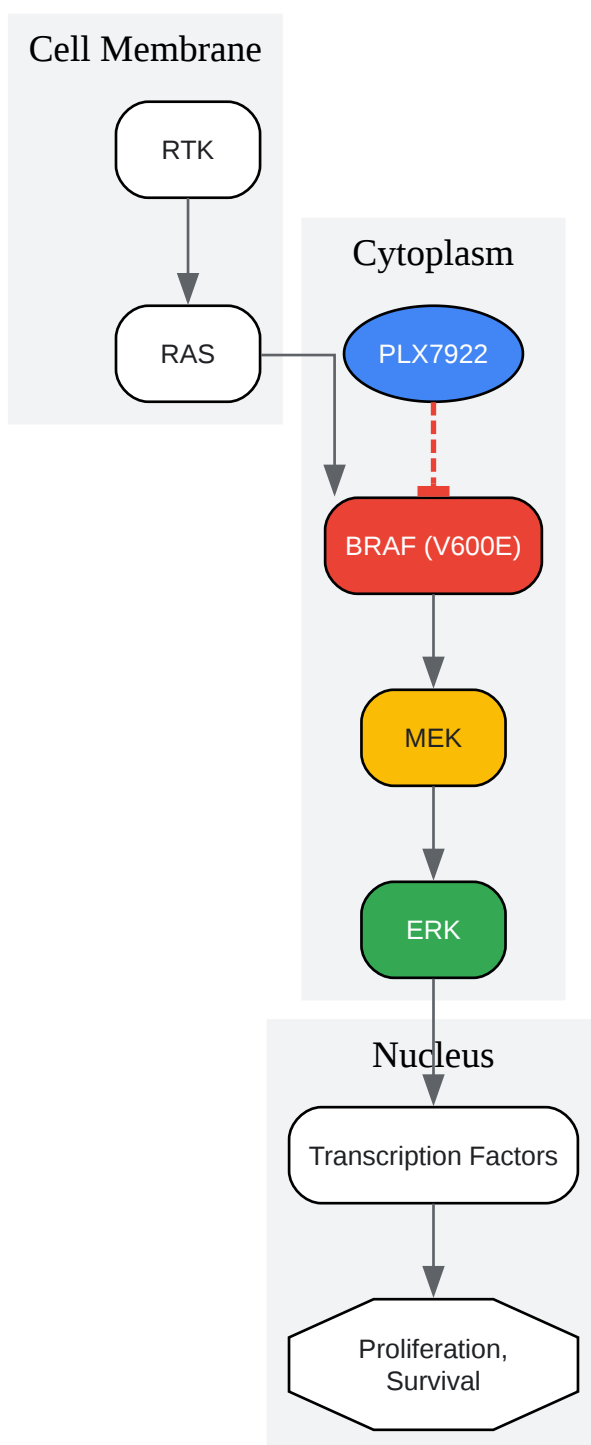 Cell Membrane
RTK
RAS
Cytoplasm
PLX7922
BRAF (V600E)
MEK
ERK
Nucleus
Transcription Factors
Proliferation,
Survival